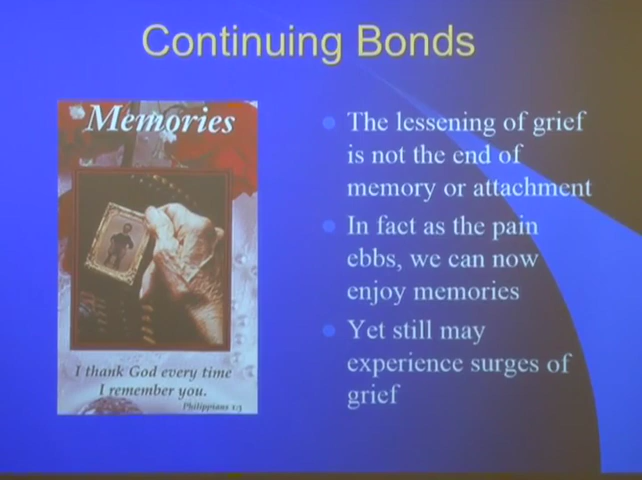 Continuing Bonds
Memories
I thank God every time
I remember you.
Philippians 1:3
The lessening of grief
is not the end of
memory or attachment
In fact as the pain
ebbs, we can now
enjoy memories
Yet still may
experience surges of
grief